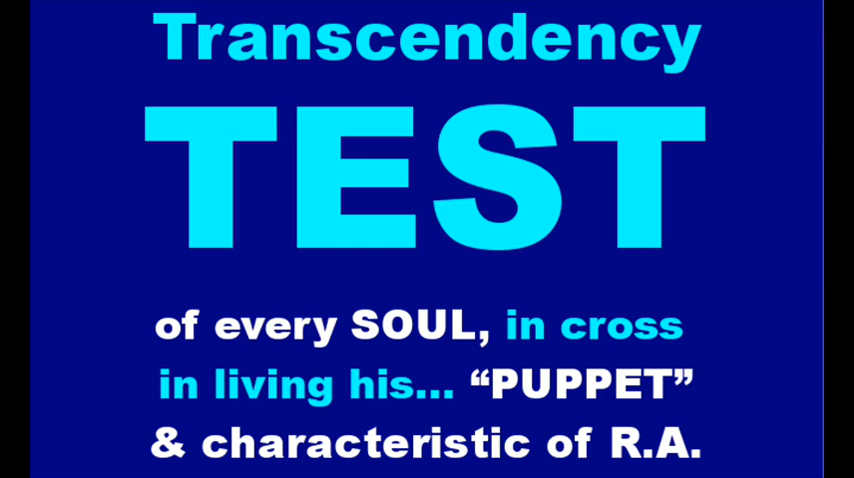 Transcendency
TEST
of every SOUL, in cross
in living his... “PUPPET”
& characteristic of R.A.